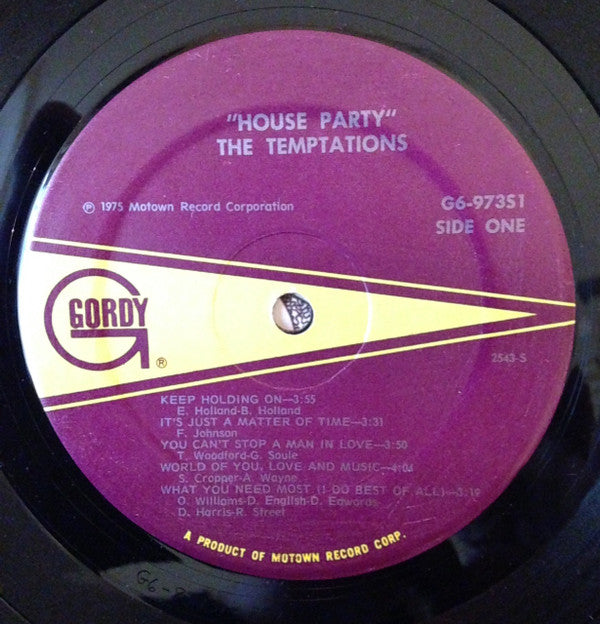 "HOUSE PARTY"
THE TEMPTATIONS
℗ 1975 Motown Record Corporation
G6-973S1
SIDE ONE
GORDY
®
2543-S
KEEP HOLDING ON—3:55
E. Holland-B. Holland
IT'S JUST A MATTER OF TIME—3:31
F. Johnson
YOU CAN'T STOP A MAN IN LOVE—3:50
T. Woodford-G. Soule
WORLD OF YOU, LOVE AND MUSIC—4:04
S. Cropper-A. Wayne
WHAT YOU NEED MOST (I DO BEST OF ALL)—3:19
O. Williams-D. English-D. Edwards
D. Harris-R. Street
A PRODUCT OF MOTOWN RECORD CORP.
G6-